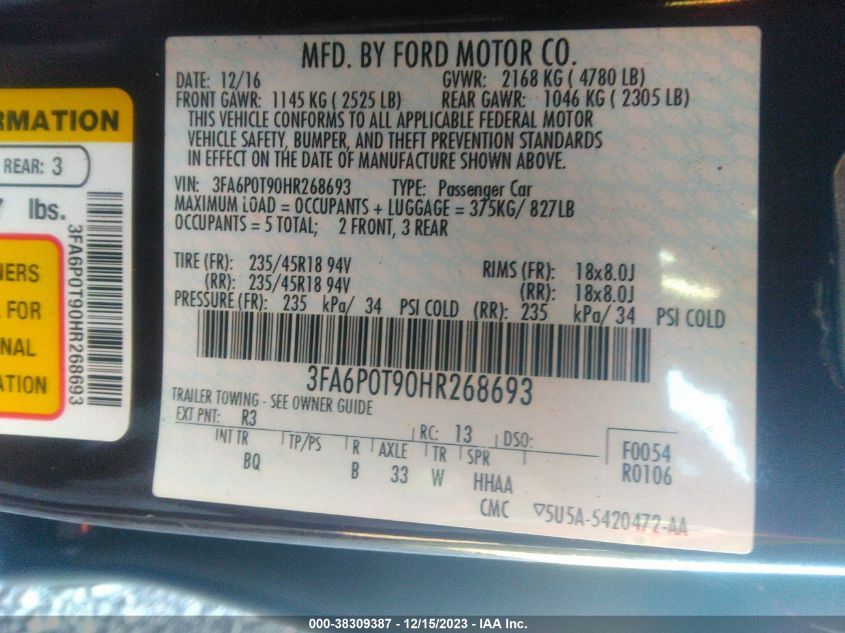 RMATION
REAR: 3
7 lbs.
NERS
FOR
NAL
ATION
3FA6P0T90HR268693
MFD. BY FORD MOTOR CO.
DATE: 12/16 GVWR: 2168 KG ( 4780 LB)
FRONT GAWR: 1145 KG ( 2525 LB) REAR GAWR: 1046 KG ( 2305 LB)
THIS VEHICLE CONFORMS TO ALL APPLICABLE FEDERAL MOTOR
VEHICLE SAFETY, BUMPER, AND THEFT PREVENTION STANDARDS
IN EFFECT ON THE DATE OF MANUFACTURE SHOWN ABOVE.
VIN: 3FA6P0T90HR268693 TYPE: Passenger Car
MAXIMUM LOAD = OCCUPANTS + LUGGAGE = 375KG/ 827LB
OCCUPANTS = 5 TOTAL; 2 FRONT, 3 REAR
TIRE (FR): 235/45R18 94V RIMS (FR): 18x8.0J
(RR): 235/45R18 94V (RR): 18x8.0J
PRESSURE (FR): 235 kPa/ 34 PSI COLD (RR): 235 kPa/ 34 PSI COLD
3FA6P0T90HR268693
TRAILER TOWING - SEE OWNER GUIDE
EXT PNT: R3 RC: 13 DSO: F0054
INT TR TP/PS R AXLE TR SPR R0106
BQ B 33 W HHAA
CMC ▽5U5A-5420472-AA
000-38309387 - 12/15/2023 - IAA Inc.